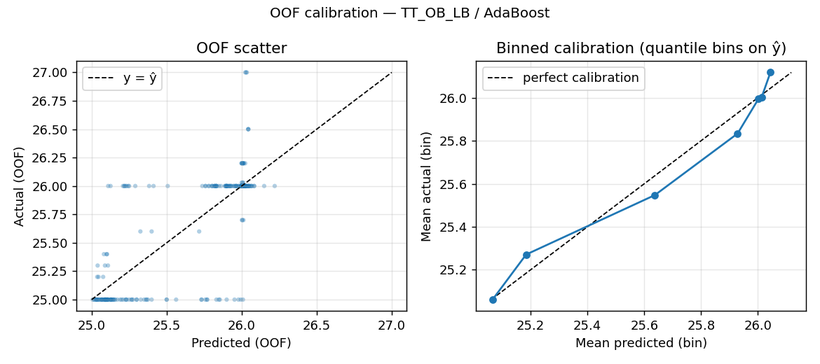 OOF calibration — TT_OB_LB / AdaBoost
OOF scatter
y = ŷ
27.00
26.75
26.50
26.25
26.00
25.75
25.50
25.25
25.00
Actual (OOF)
25.0 25.5 26.0 26.5 27.0
Predicted (OOF)
Binned calibration (quantile bins on ŷ)
perfect calibration
26.0
25.8
25.6
25.4
25.2
Mean actual (bin)
25.2 25.4 25.6 25.8 26.0
Mean predicted (bin)